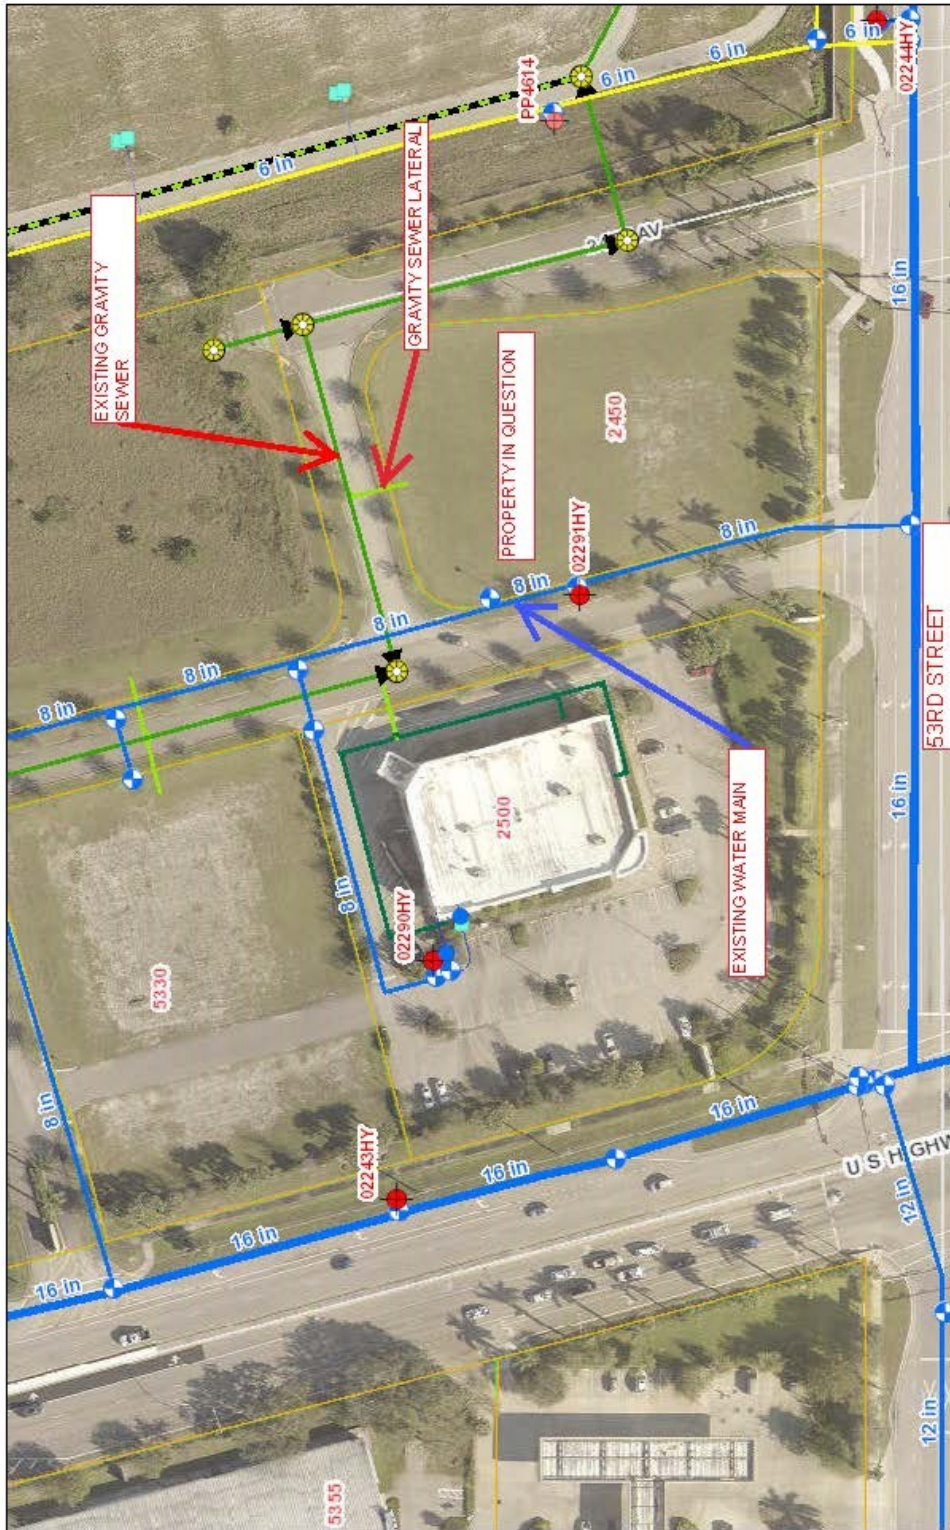 6 in
02244HY
6 in
6 in
PP4614
6 in
EXISTING GRAVITY
SEWER
GRAVITY SEWER LATERAL
AV
16 in
PROPERTY IN QUESTION
2450
02291HY
8 in
8 in
8 in
8 in
8 in
53RD STREET
EXISTING WATER MAIN
2500
16 in
8 in
02290HY
5330
8 in
16 in
02243HY
16 in
16 in
16 in
U S HIGHW
12 in
12 in
5355